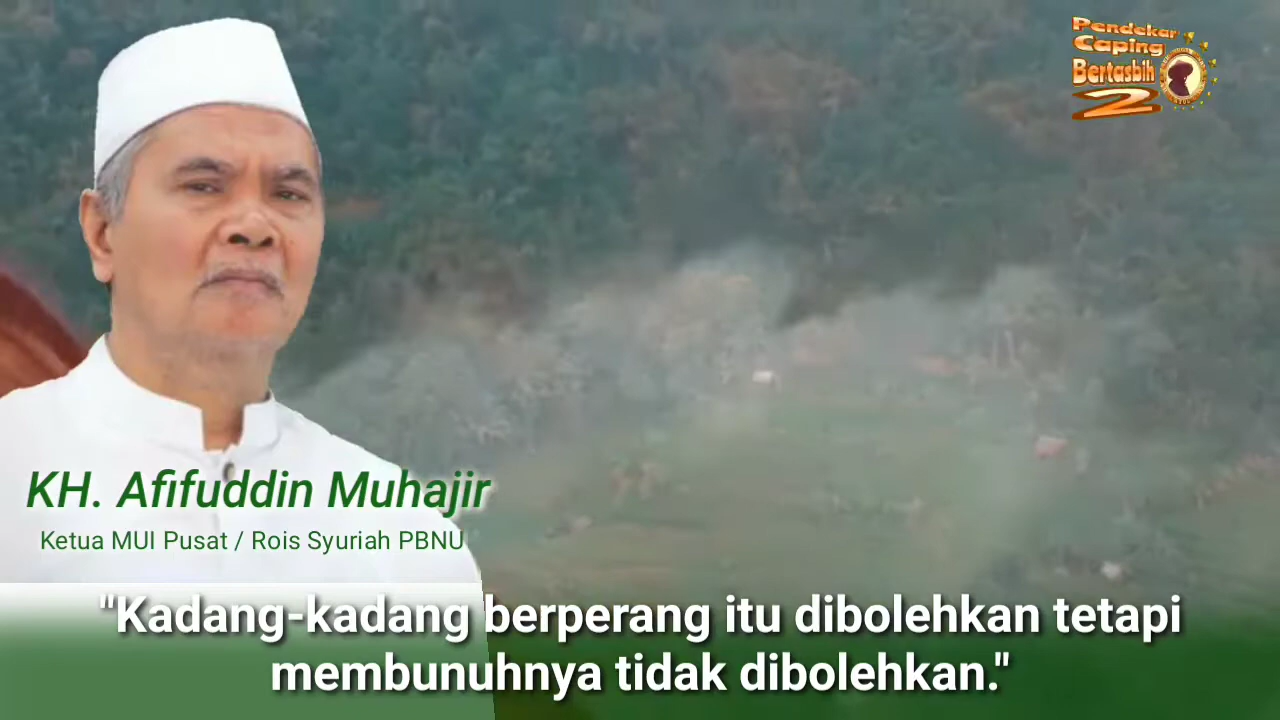 Pendekar
Caping
Bertasbih
2
KH. Afifuddin Muhajir
Ketua MUI Pusat / Rois Syuriah PBNU
"Kadang-kadang berperang itu dibolehkan tetapi
membunuhnya tidak dibolehkan."